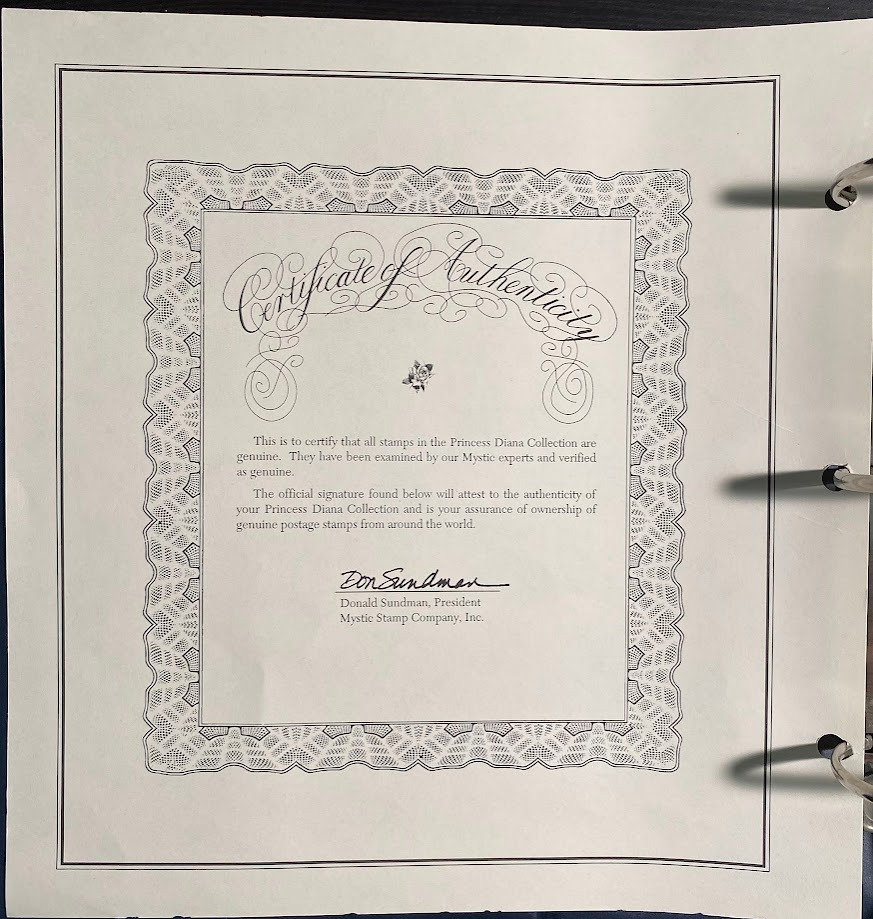 Certificate of Authenticity
This is to certify that all stamps in the Princess Diana Collection are
genuine. They have been examined by our Mystic experts and verified
as genuine.
The official signature found below will attest to the authenticity of
your Princess Diana Collection and is your assurance of ownership of
genuine postage stamps from around the world.
Don Sundman
Donald Sundman, President
Mystic Stamp Company, Inc.